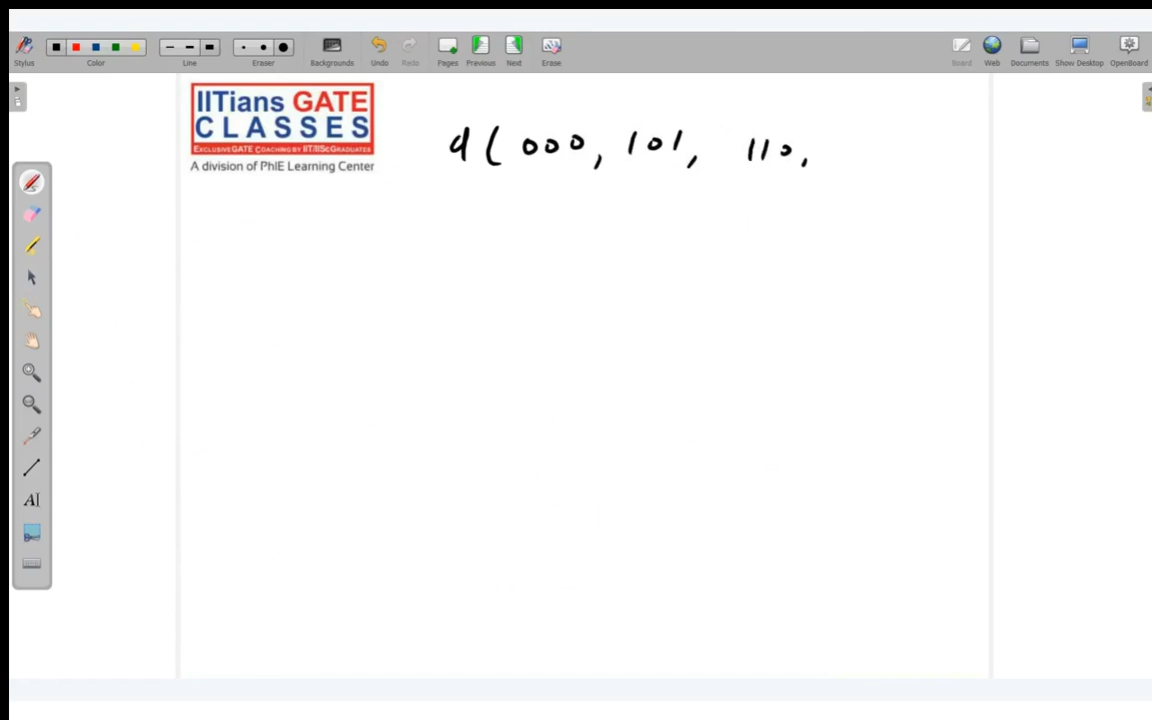 Stylus Color Line Eraser Backgrounds Undo Redo Pages Previous Next Erase Board Web Documents Show Desktop OpenBoard
IITians GATE
CLASSES
EXCLUSIVE GATE COACHING BY IIT/IISc GRADUATES
A division of PhIE Learning Center
d( 000, 101, 110,
AI